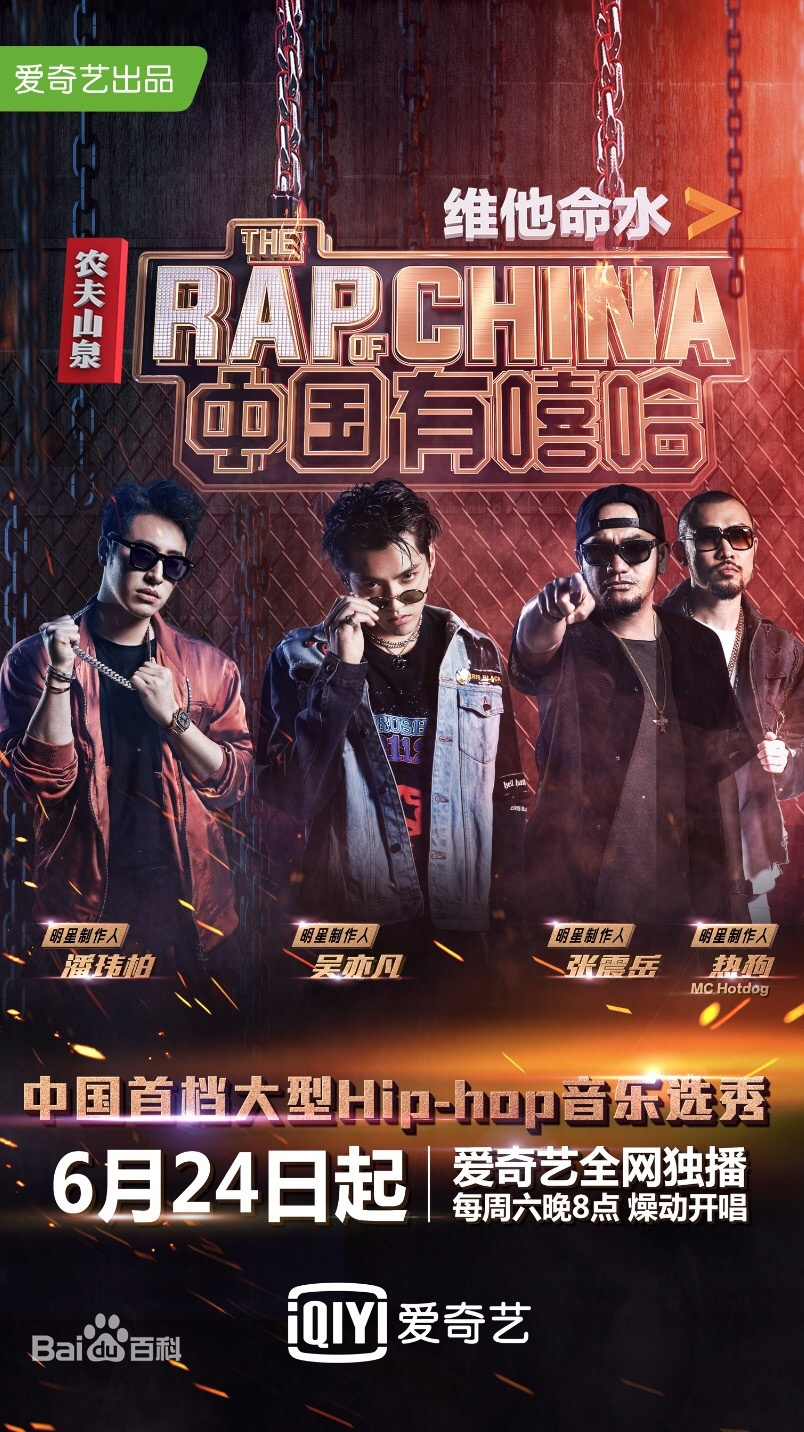 爱奇艺出品
维他命水
农夫山泉
THE
RAP OF CHINA
中国有嘻哈
明星制作人
潘玮柏
明星制作人
吴亦凡
明星制作人
张震岳
明星制作人
热狗
MC Hotdog
中国首档大型Hip-hop音乐选秀
6月24日起
爱奇艺全网独播
每周六晚8点 燥动开唱
iQIYI 爱奇艺
Bai du 百科